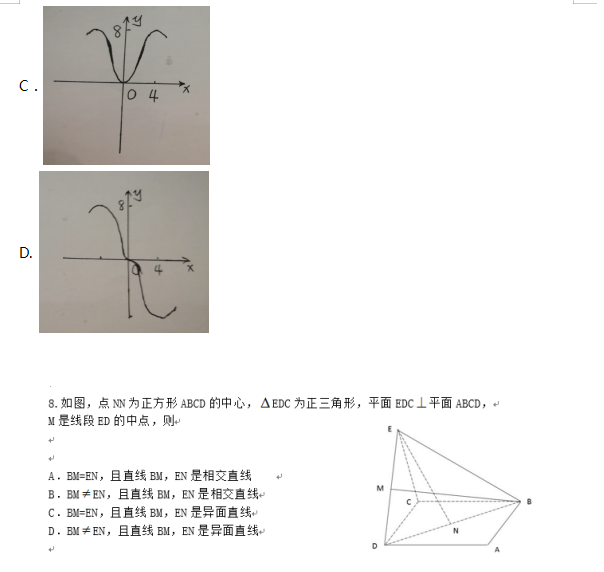 y
8
C.
O 4 x
y
8
D.
O 4 x
8.如图，点NN为正方形ABCD的中心，ΔEDC为正三角形，平面EDC⊥平面ABCD，
M是线段ED的中点，则
E
A.BM=EN，且直线BM，EN是相交直线
B.BM≠EN，且直线BM，EN是相交直线
C.BM=EN，且直线BM，EN是异面直线
D.BM≠EN，且直线BM，EN是异面直线
M
C
B
N
D
A